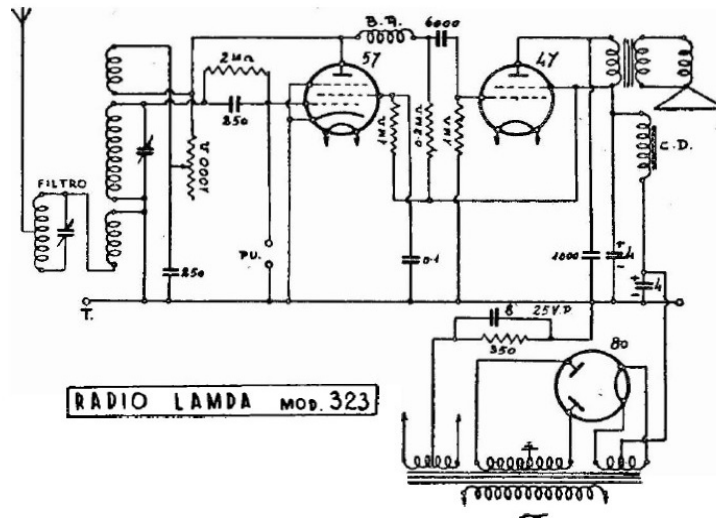 B.A.
6000
57
47
2MΩ
250
1000 Ω
1MΩ
0.2MΩ
1MΩ
C.D.
FILTRO
PU.
250
0.1
1000
+
4
-
+
4
-
T.
8
25V.P
350
80
RADIO LAMDA MOD. 323